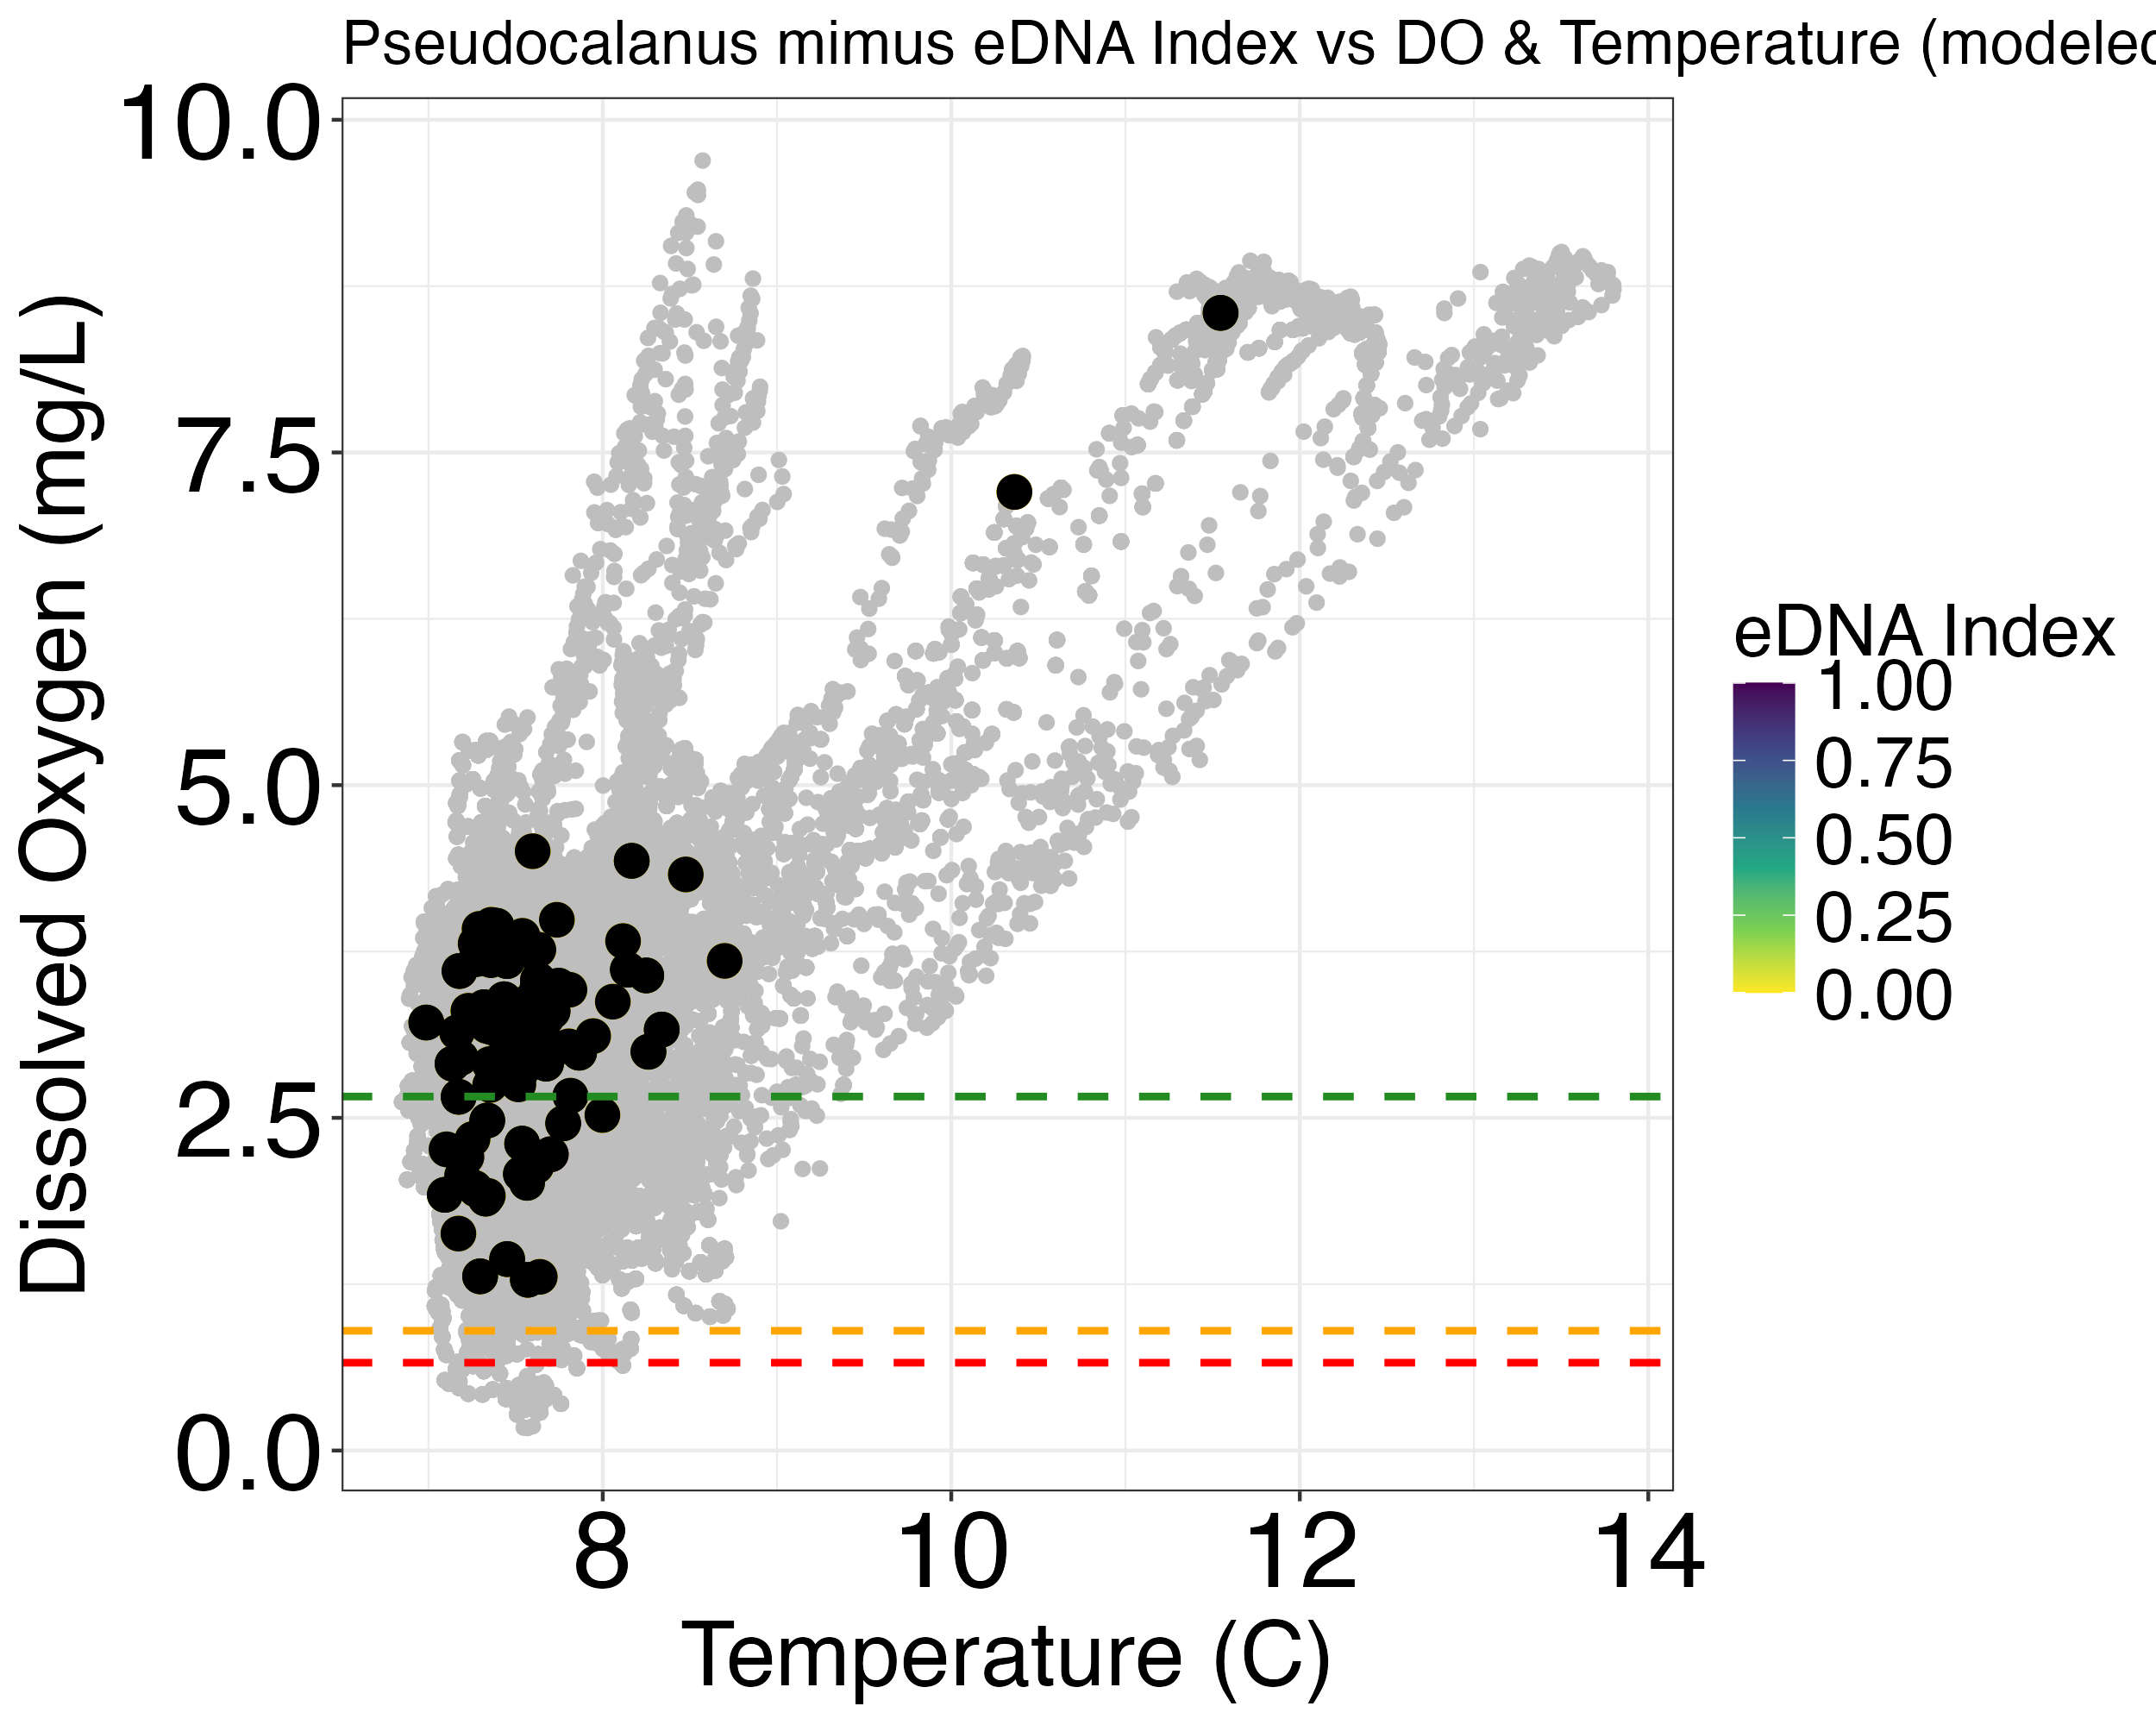 Pseudocalanus mimus eDNA Index vs DO & Temperature (modeled
10.0
7.5
5.0
2.5
0.0
Dissolved Oxygen (mg/L)
8 10 12 14
Temperature (C)
eDNA Index
1.00
0.75
0.50
0.25
0.00